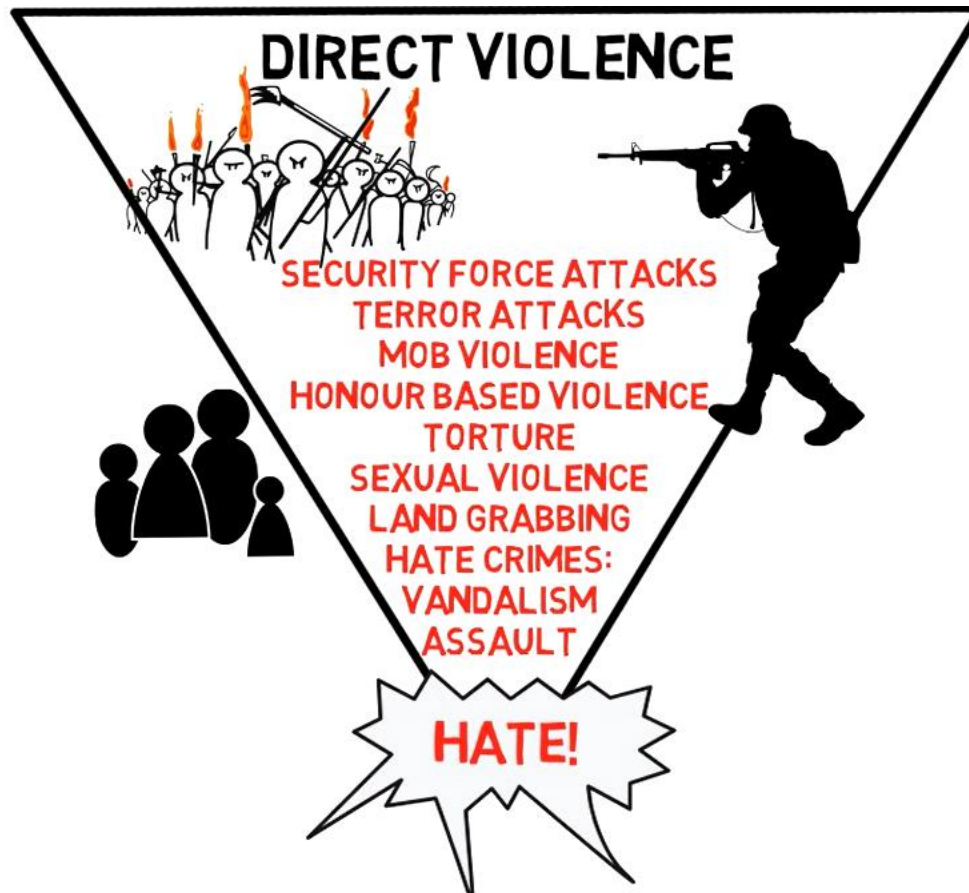 DIRECT VIOLENCE
SECURITY FORCE ATTACKS
TERROR ATTACKS
MOB VIOLENCE
HONOUR BASED VIOLENCE
TORTURE
SEXUAL VIOLENCE
LAND GRABBING
HATE CRIMES:
VANDALISM
ASSAULT
HATE!